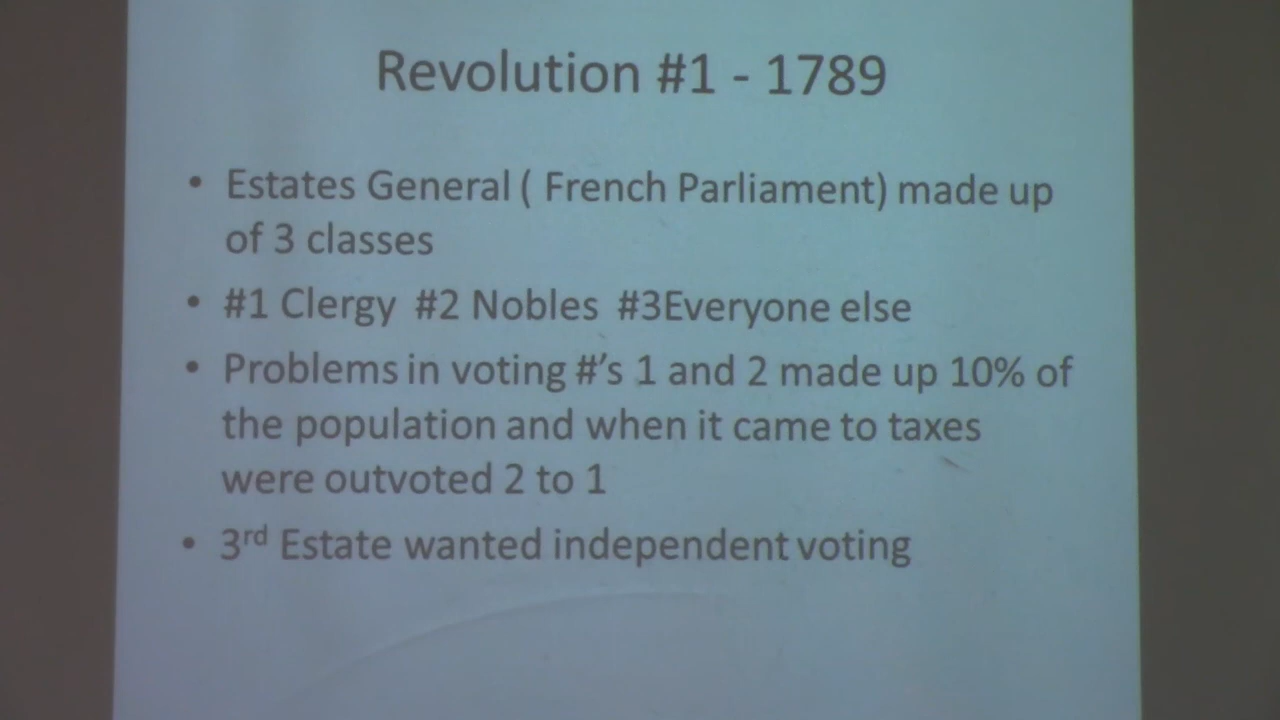 Revolution #1 - 1789
• Estates General ( French Parliament) made up
of 3 classes
• #1 Clergy #2 Nobles #3Everyone else
• Problems in voting #’s 1 and 2 made up 10% of
the population and when it came to taxes
were outvoted 2 to 1
• 3rd Estate wanted independent voting